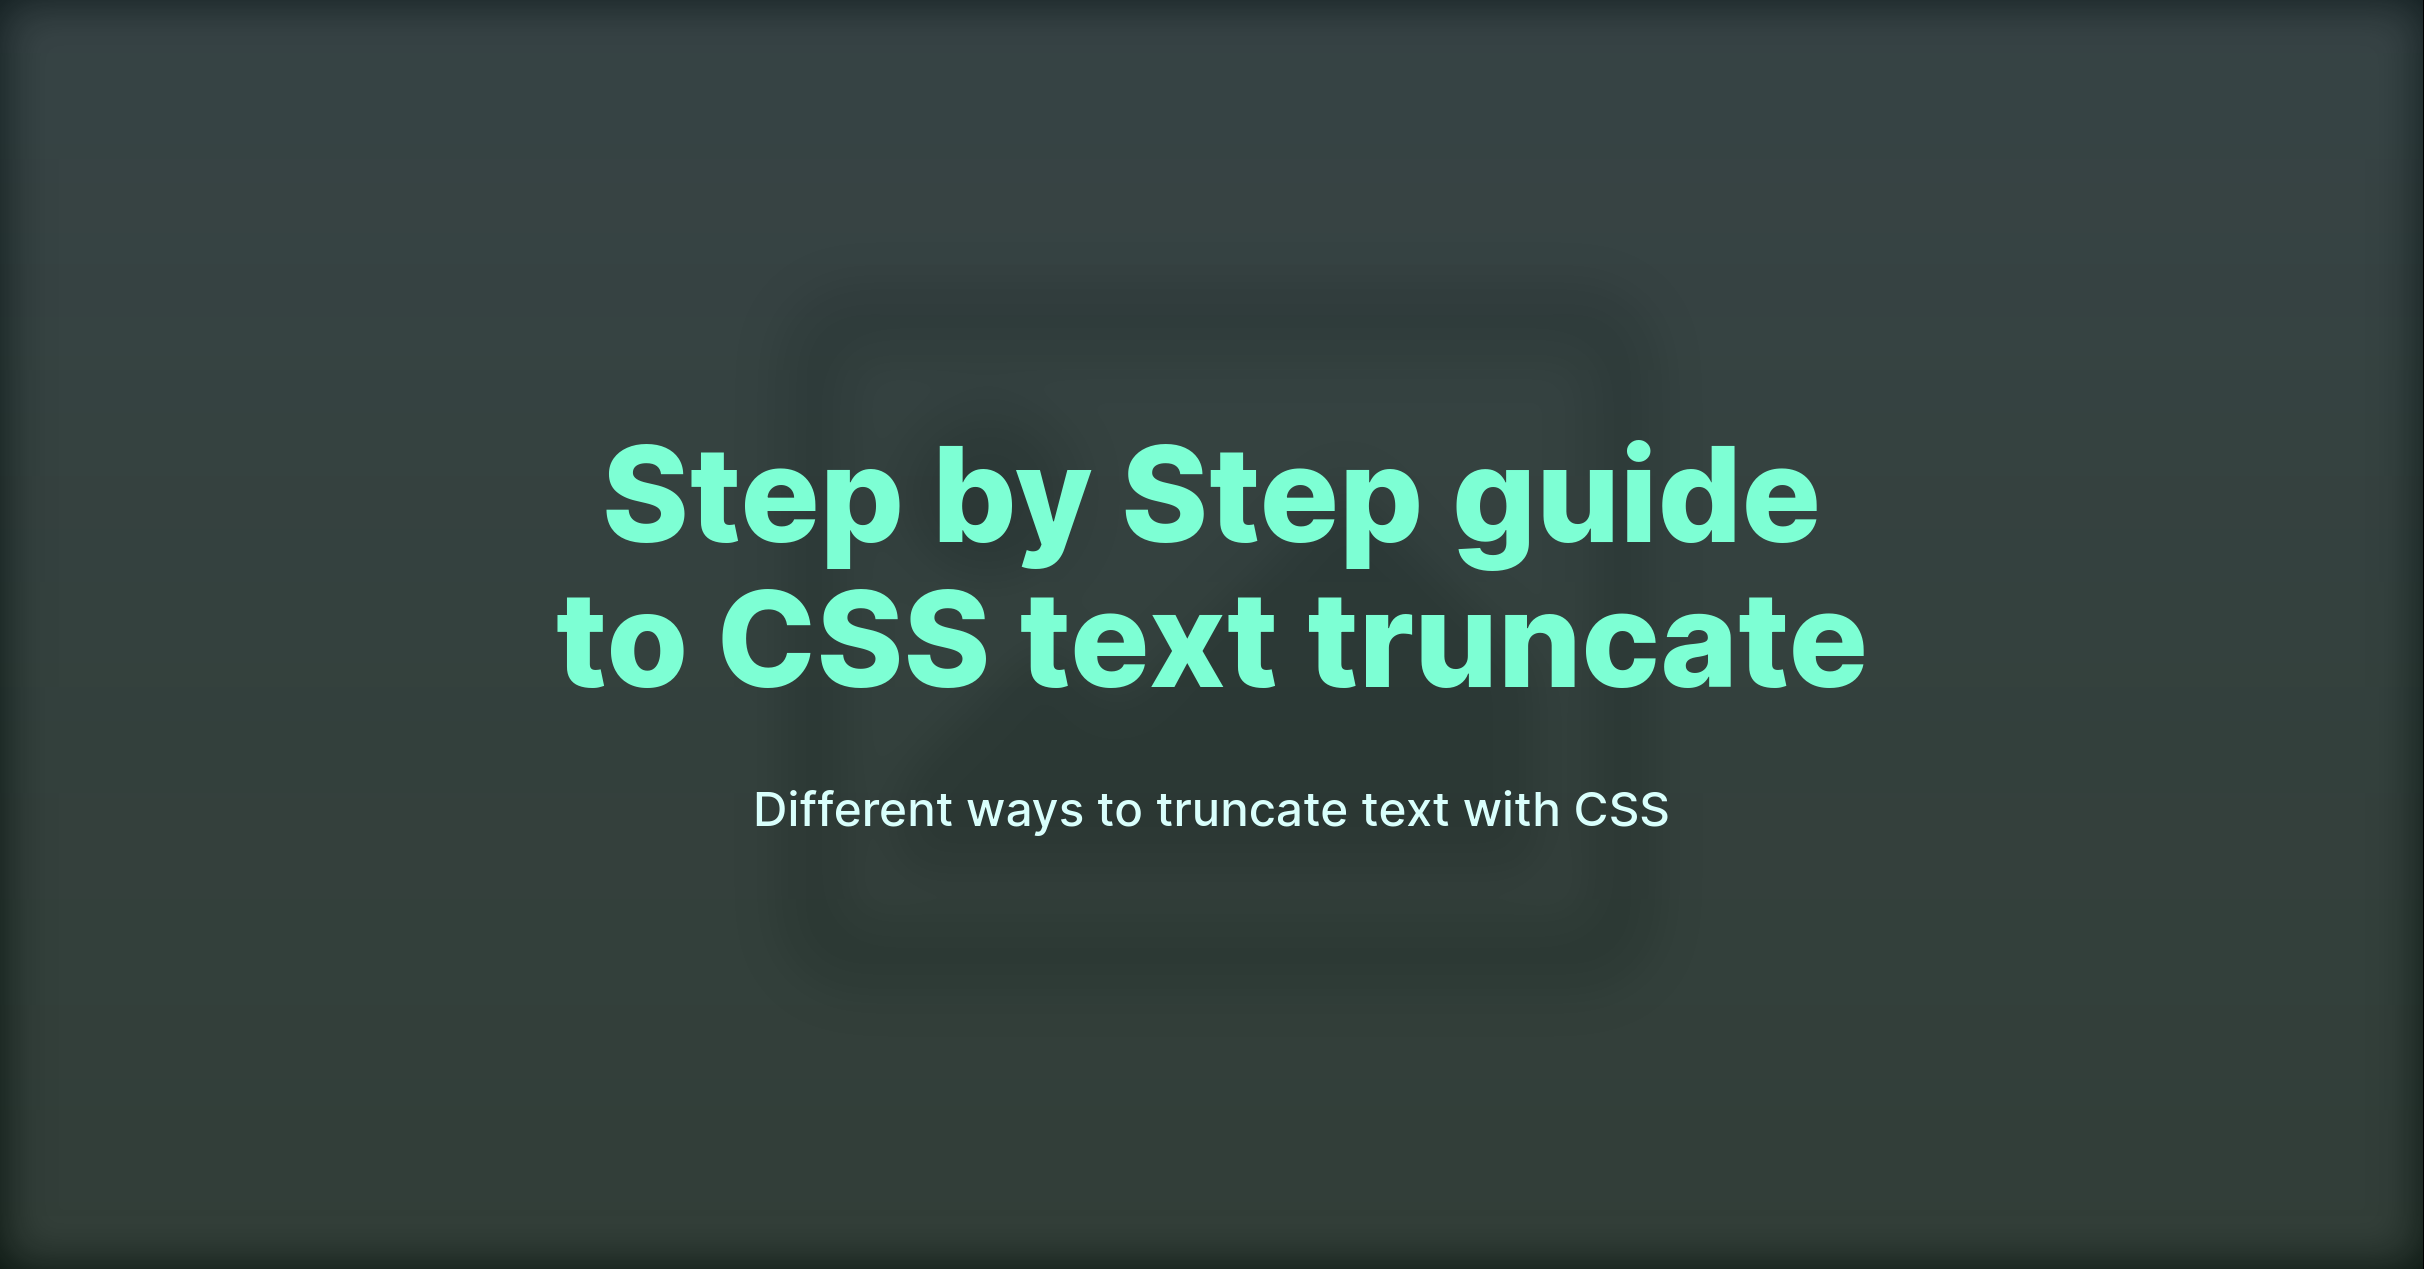 Step by Step guide
to CSS text truncate
Different ways to truncate text with CSS